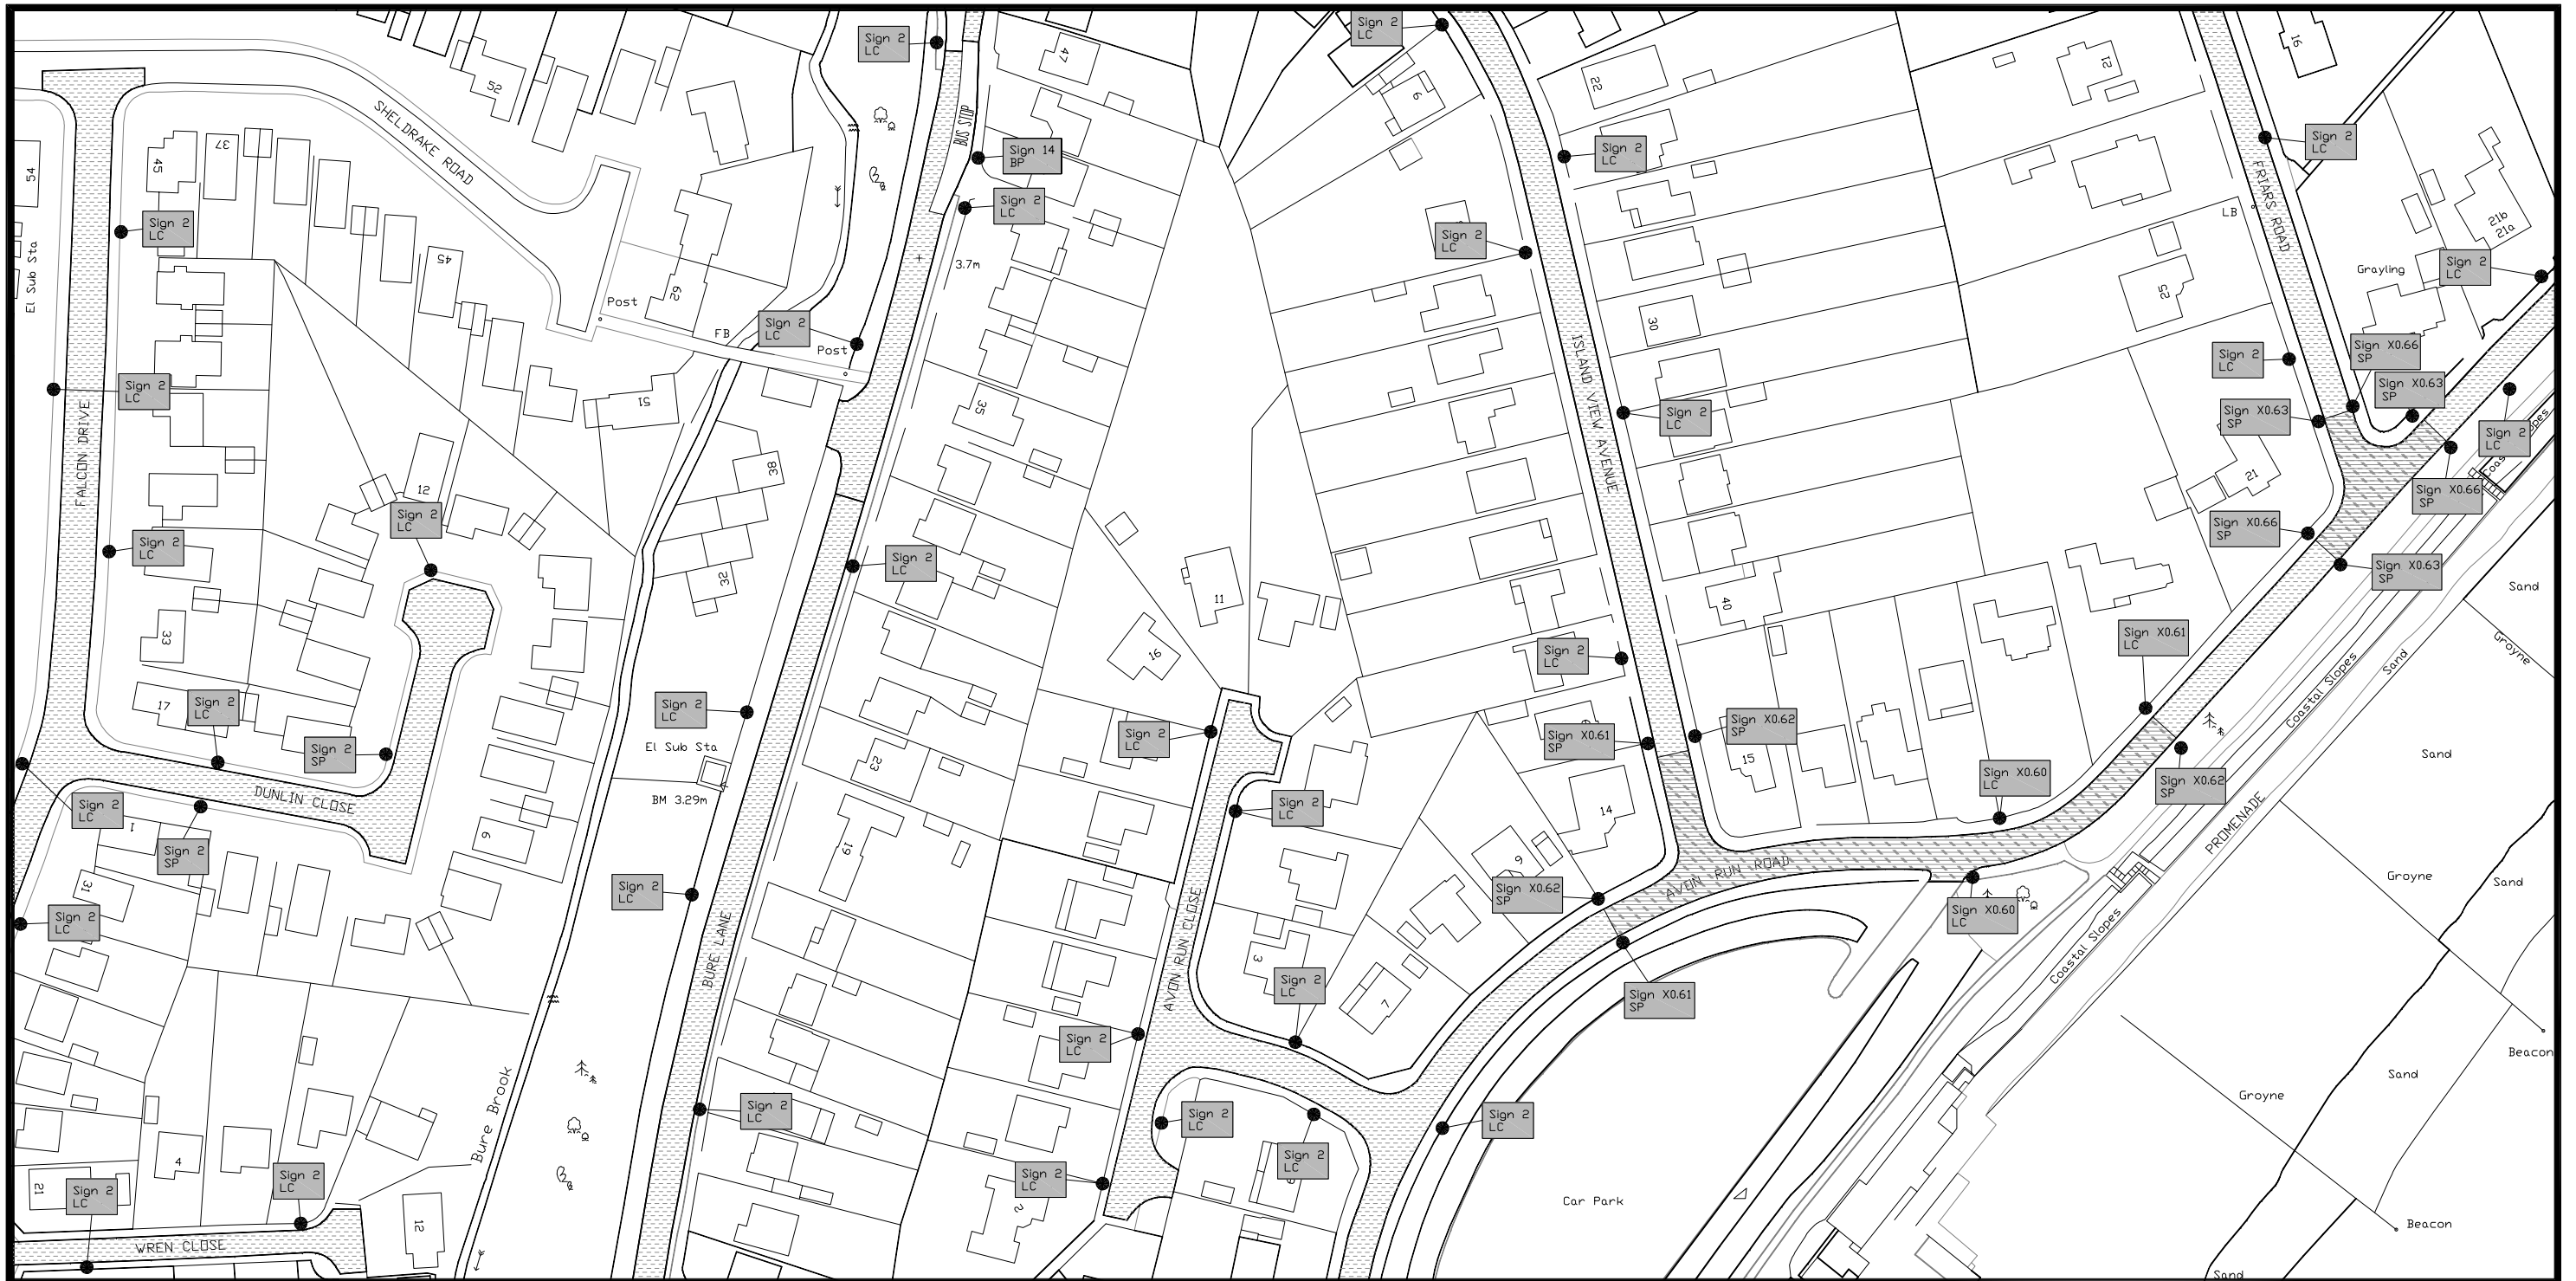 Sign 2
LC
47
Sign 2
LC
6
22
12
16
Sign 2
LC
52
SHELDRAKE ROAD
BUS STOP
Sign 14
BP
Sign 2
LC
Sign 2
LC
FRIARS ROAD
LB
21b
21a
54
45
37
Sign 2
LC
El Sub Sta
45
3.7m
Sign 2
LC
Sign 2
LC
Grayling
Sign 2
LC
25
Post
62
FB
Sign 2
LC
Post
30
ISLAND VIEW AVENUE
Sign 2
LC
Sign X0.66
SP
Sign X0.63
SP
Sign 2
LC
FALCON DRIVE
51
35
Sign 2
LC
Sign X0.63
SP
Sign 2
LC
38
12
Sign 2
LC
21
Sign X0.66
SP
Sign X0.66
SP
Sign 2
LC
32
Sign 2
LC
11
40
Sign X0.63
SP
Sand
33
16
Sign 2
LC
Sign X0.61
LC
Groyne
Sand
Coastal Slopes
17
Sign 2
LC
Sign 2
SP
Sign 2
LC
El Sub Sta
BM 3.29m
23
Sign 2
LC
Sign X0.61
SP
Sign X0.62
SP
15
Sign X0.60
LC
Sign X0.62
SP
Sand
DUNLIN CLOSE
Sign 2
LC
1
Sign 2
SP
31
9
19
Sign 2
LC
14
9
PROMENADE
Sign 2
LC
Sign 2
LC
BURE LANE
AVON RUN CLOSE
AVON RUN ROAD
Sign X0.62
SP
Sign X0.60
LC
Groyne
Sand
3
Sign 2
LC
7
Sign X0.61
SP
Coastal Slopes
Sign 2
LC
Beacon
Sand
Groyne
Bure Brook
Sign 2
LC
Sign 2
LC
Sign 2
LC
Sign 2
LC
4
21
Sign 2
LC
Sign 2
LC
Sign 2
LC
2
Car Park
12
WREN CLOSE
Beacon
Sand